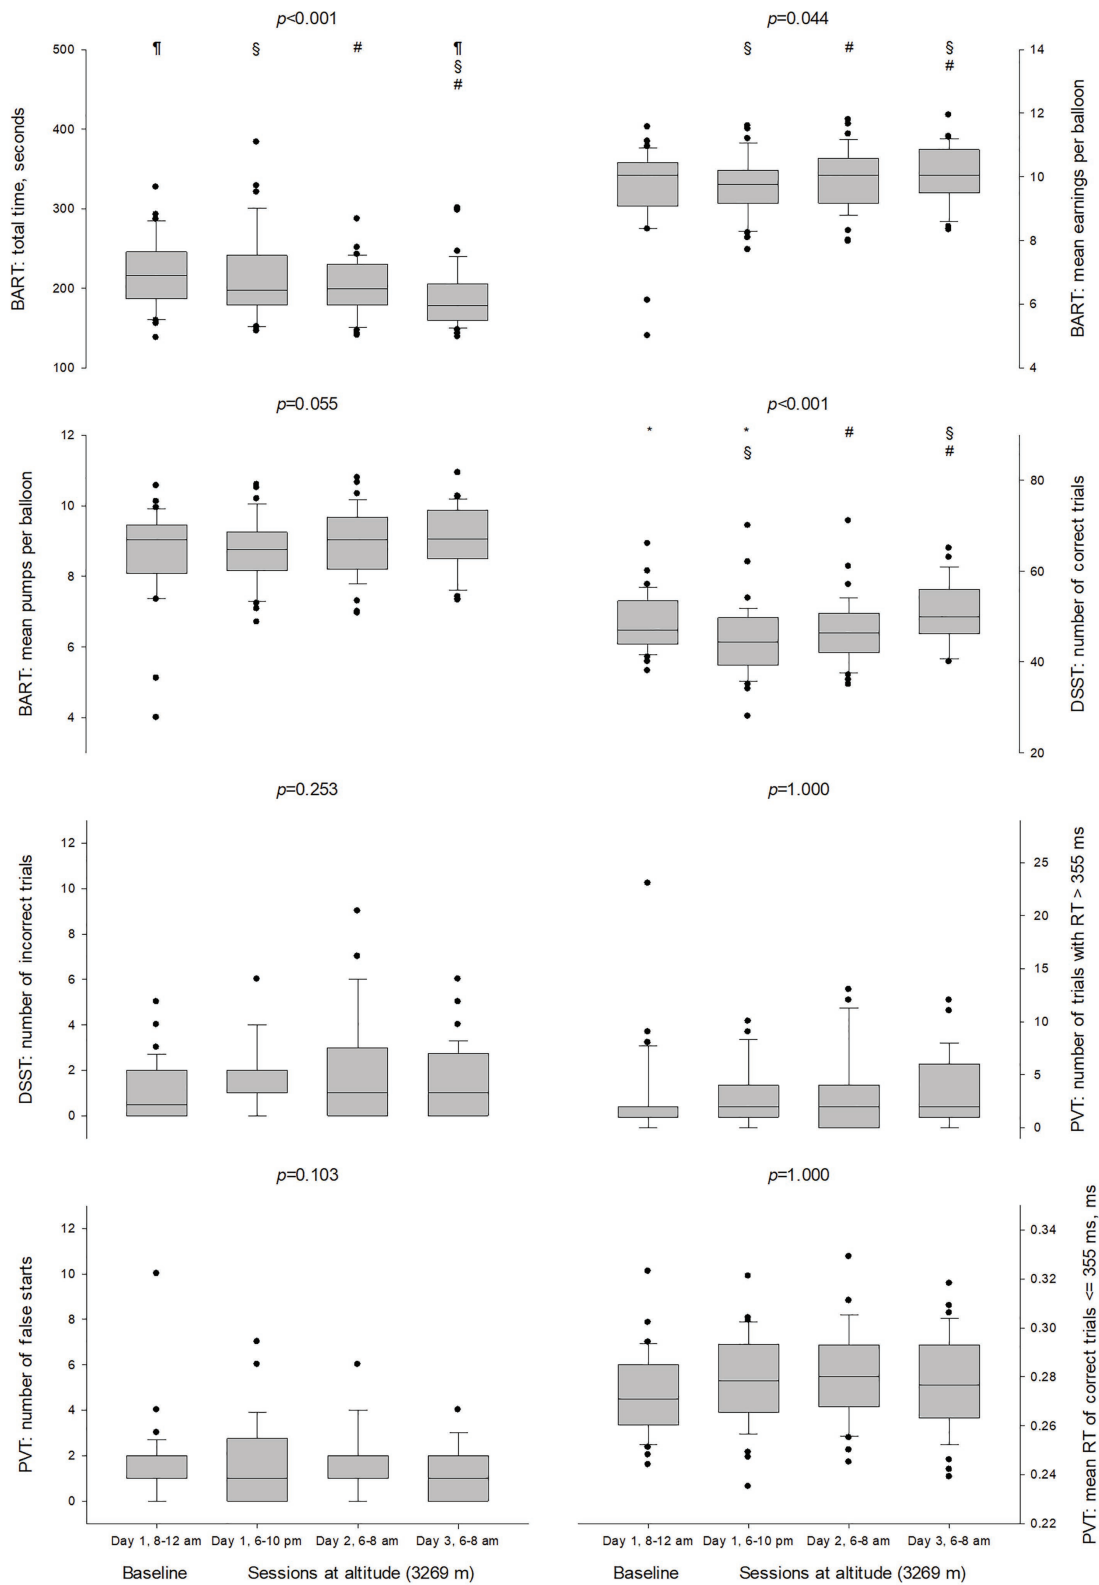 p<0.001
¶ § # ¶
§
#
BART: total time, seconds
500
400
300
200
100
p=0.044
§ # §
#
BART: mean earnings per balloon
14
12
10
8
6
4
p=0.055
BART: mean pumps per balloon
12
10
8
6
4
p<0.001
* * # §
§ #
DSST: number of correct trials
80
60
40
20
p=0.253
DSST: number of incorrect trials
12
10
8
6
4
2
0
p=1.000
PVT: number of trials with RT > 355 ms
25
20
15
10
5
0
p=0.103
PVT: number of false starts
12
10
8
6
4
2
0
p=1.000
PVT: mean RT of correct trials <= 355 ms, ms
0.34
0.32
0.30
0.28
0.26
0.24
0.22
Day 1, 8-12 am Day 1, 6-10 pm Day 2, 6-8 am Day 3, 6-8 am
Baseline Sessions at altitude (3269 m)
Day 1, 8-12 am Day 1, 6-10 pm Day 2, 6-8 am Day 3, 6-8 am
Baseline Sessions at altitude (3269 m)